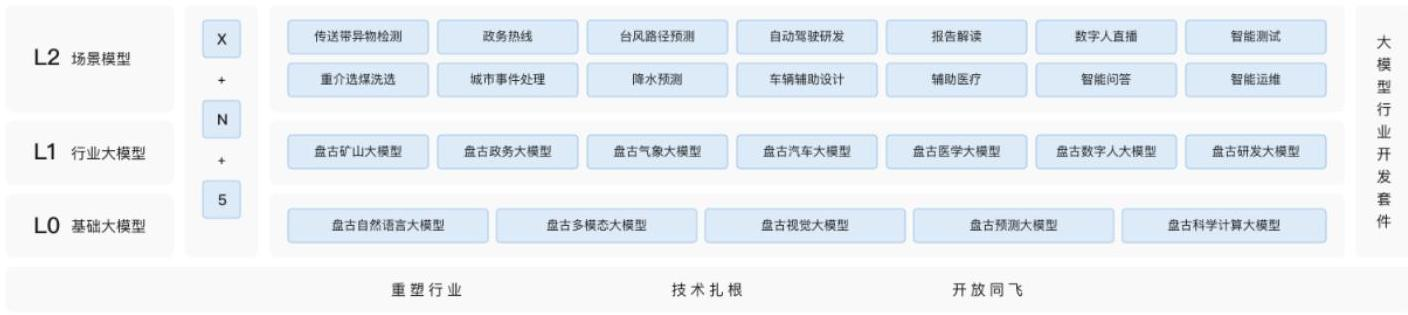 L2 场景模型
X
+
N
+
5
传送带异物检测 政务热线 台风路径预测 自动驾驶研发 报告解读 数字人直播 智能测试
重介选煤洗选 城市事件处理 降水预测 车辆辅助设计 辅助医疗 智能问答 智能运维
L1 行业大模型
盘古矿山大模型 盘古政务大模型 盘古气象大模型 盘古汽车大模型 盘古医学大模型 盘古数字人大模型 盘古研发大模型
L0 基础大模型
盘古自然语言大模型 盘古多模态大模型 盘古视觉大模型 盘古预测大模型 盘古科学计算大模型
大模型行业开发套件
重塑行业 技术扎根 开放同飞